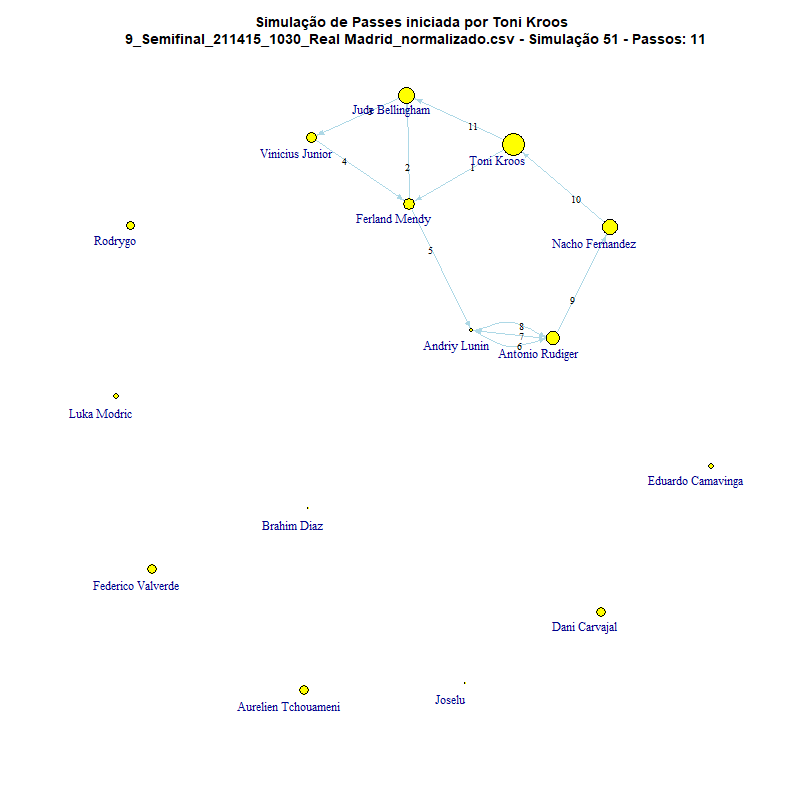 Simulação de Passes iniciada por Toni Kroos
9_Semifinal_211415_1030_Real Madrid_normalizado.csv - Simulação 51 - Passos: 11
Jude Bellingham
3
11
Vinicius Junior
4
2
1
Toni Kroos
10
Ferland Mendy
Rodrygo
Nacho Fernandez
5
9
8
7
6
Andriy Lunin
Antonio Rudiger
Luka Modric
Eduardo Camavinga
Brahim Diaz
Federico Valverde
Dani Carvajal
Aurelien Tchouameni
Joselu